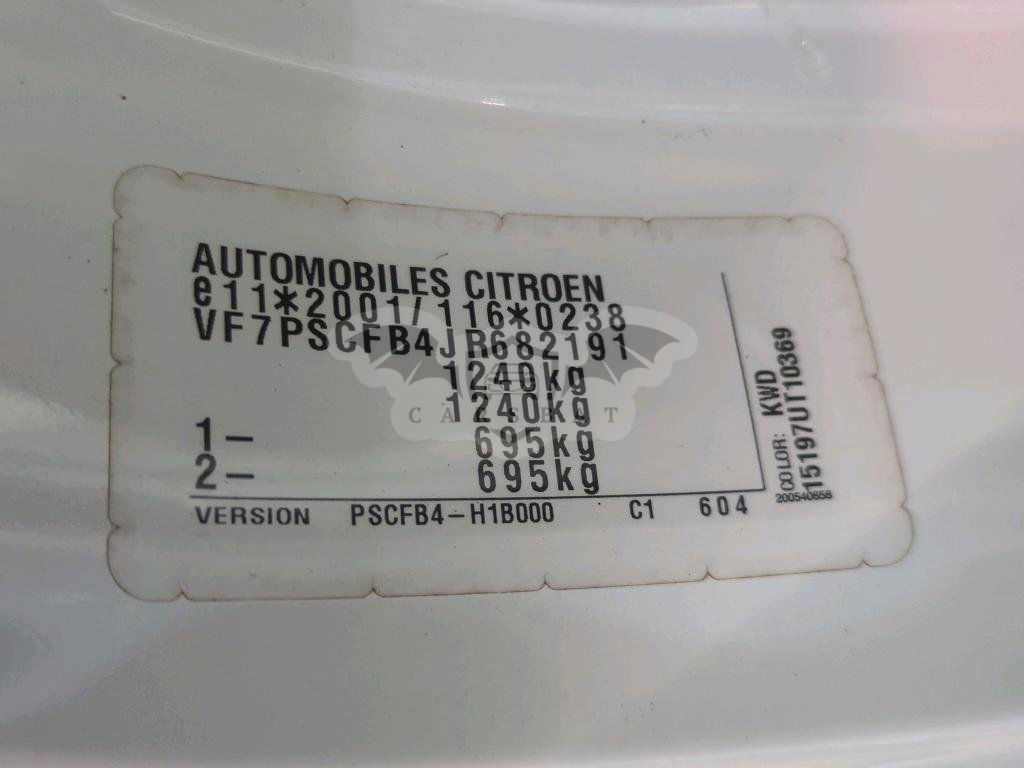 AUTOMOBILES CITROEN
e11*2001/116*0238
VF7PSCFB4JR682191
1240kg
1240kg
1- 695kg
2- 695kg
VERSION PSCFB4-H1B000 C1 604
COLOR: KWD
15197UT10369
200540658